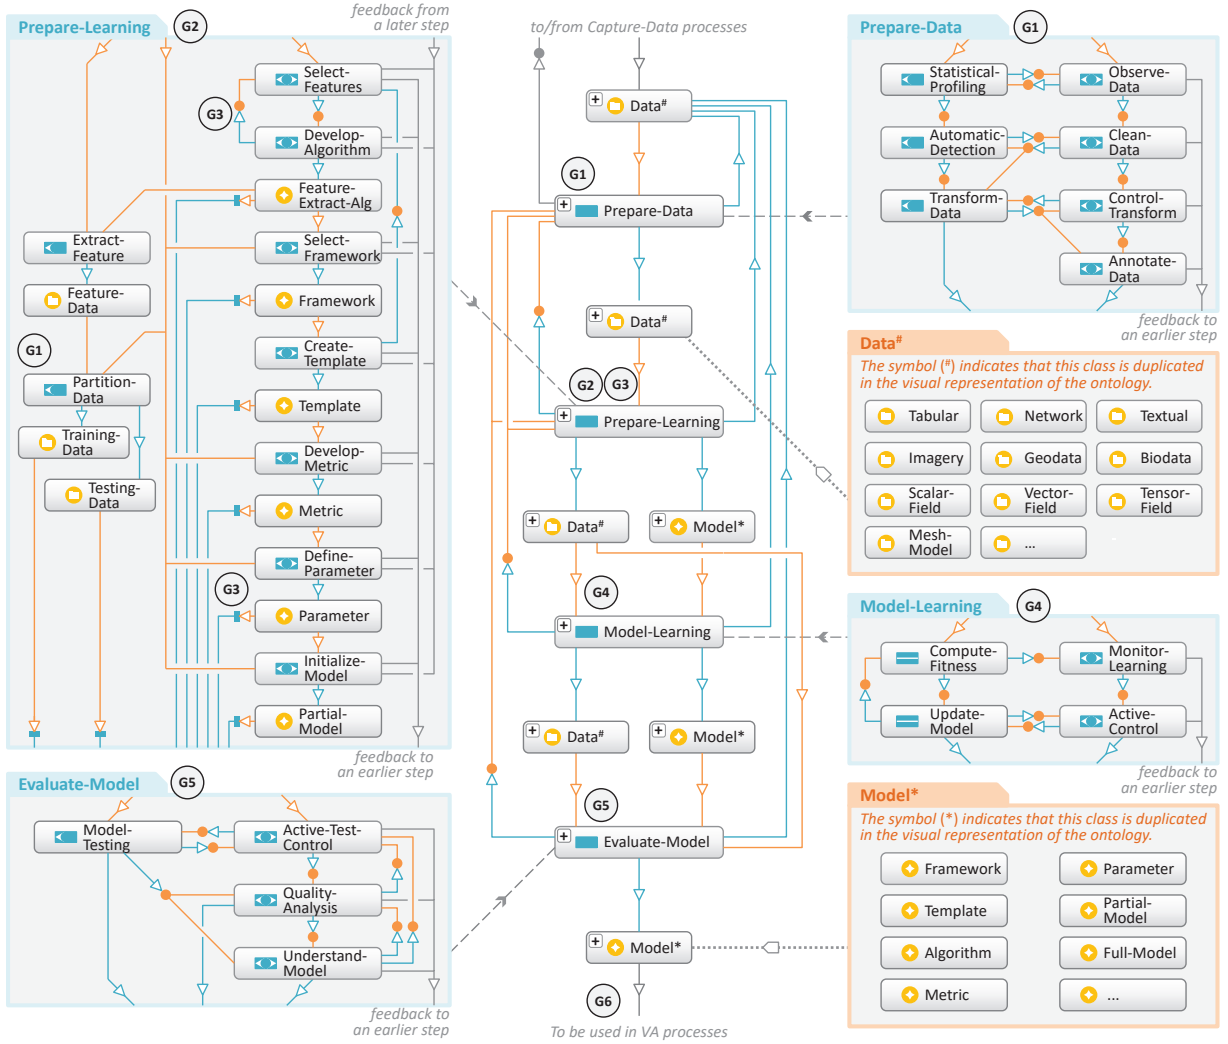 Prepare-Learning
G2
feedback from
a later step
Select-
Features
G3
Develop-
Algorithm
Feature-
Extract-Alg
Extract-
Feature
Select-
Framework
Feature-
Data
Framework
G1
Create-
Template
Partition-
Data
Template
Training-
Data
Develop-
Metric
Testing-
Data
Metric
Define-
Parameter
G3
Parameter
Initialize-
Model
Partial-
Model
feedback to
an earlier step
Evaluate-Model
G5
Model-
Testing
Active-Test-
Control
Quality-
Analysis
Understand-
Model
feedback to
an earlier step
to/from Capture-Data processes
+
Data#
G1
+
Prepare-Data
+
Data#
G2
G3
+
Prepare-Learning
+
Data#
+
Model*
G4
+
Model-Learning
+
Data#
+
Model*
G5
+
Evaluate-Model
+
Model*
G6
To be used in VA processes
Prepare-Data
G1
Statistical-
Profiling
Observe-
Data
Automatic-
Detection
Clean-
Data
Transform-
Data
Control-
Transform
Annotate-
Data
feedback to
an earlier step
Data#
The symbol (#) indicates that this class is duplicated
in the visual representation of the ontology.
Tabular
Network
Textual
Imagery
Geodata
Biodata
Scalar-
Field
Vector-
Field
Tensor-
Field
Mesh-
Model
...
Model-Learning
G4
Compute-
Fitness
Monitor-
Learning
Update-
Model
Active-
Control
feedback to
an earlier step
Model*
The symbol (*) indicates that this class is duplicated
in the visual representation of the ontology.
Framework
Parameter
Template
Partial-
Model
Algorithm
Full-Model
Metric
...